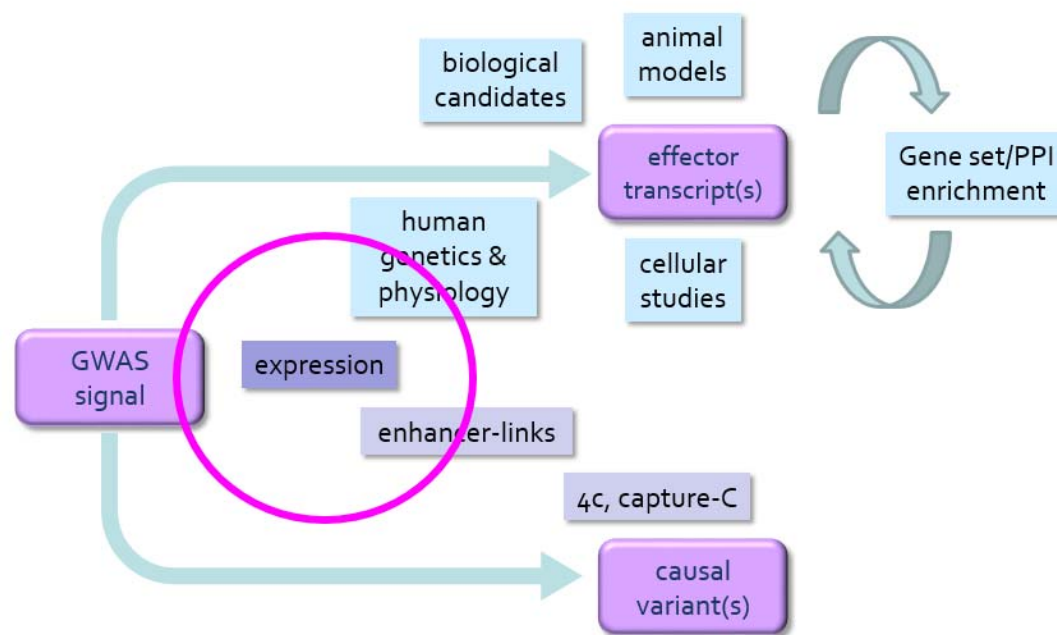 animal
models
biological
candidates
effector
transcript(s)
Gene set/PPI
enrichment
human
genetics &
physiology
cellular
studies
GWAS
signal
expression
enhancer-links
4c, capture-C
causal
variant(s)